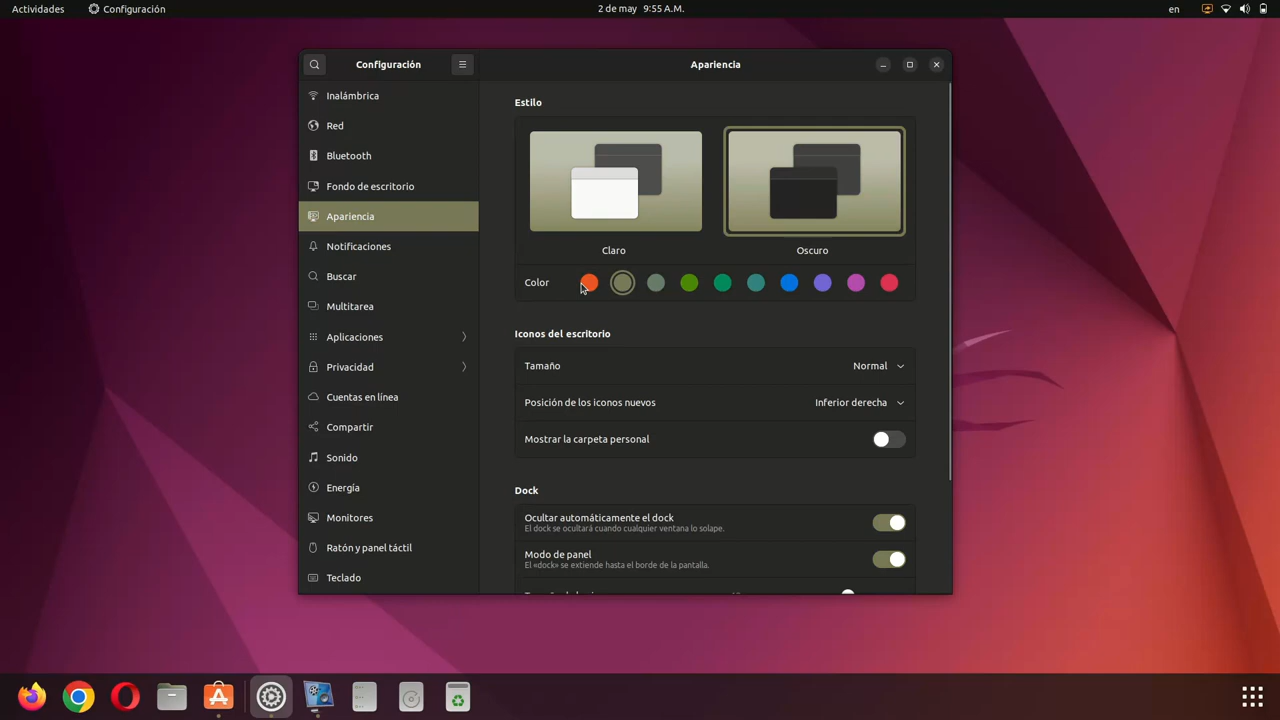 Actividades
Configuración
2 de may 9:55 A.M.
en
Configuración
Apariencia
Inalámbrica
Red
Bluetooth
Fondo de escritorio
Apariencia
Notificaciones
Buscar
Multitarea
Aplicaciones
Privacidad
Cuentas en línea
Compartir
Sonido
Energía
Monitores
Ratón y panel táctil
Teclado
Estilo
Claro
Oscuro
Color
Iconos del escritorio
Tamaño
Normal
Posición de los iconos nuevos
Inferior derecha
Mostrar la carpeta personal
Dock
Ocultar automáticamente el dock
El dock se ocultará cuando cualquier ventana lo solape.
Modo de panel
El «dock» se extiende hasta el borde de la pantalla.